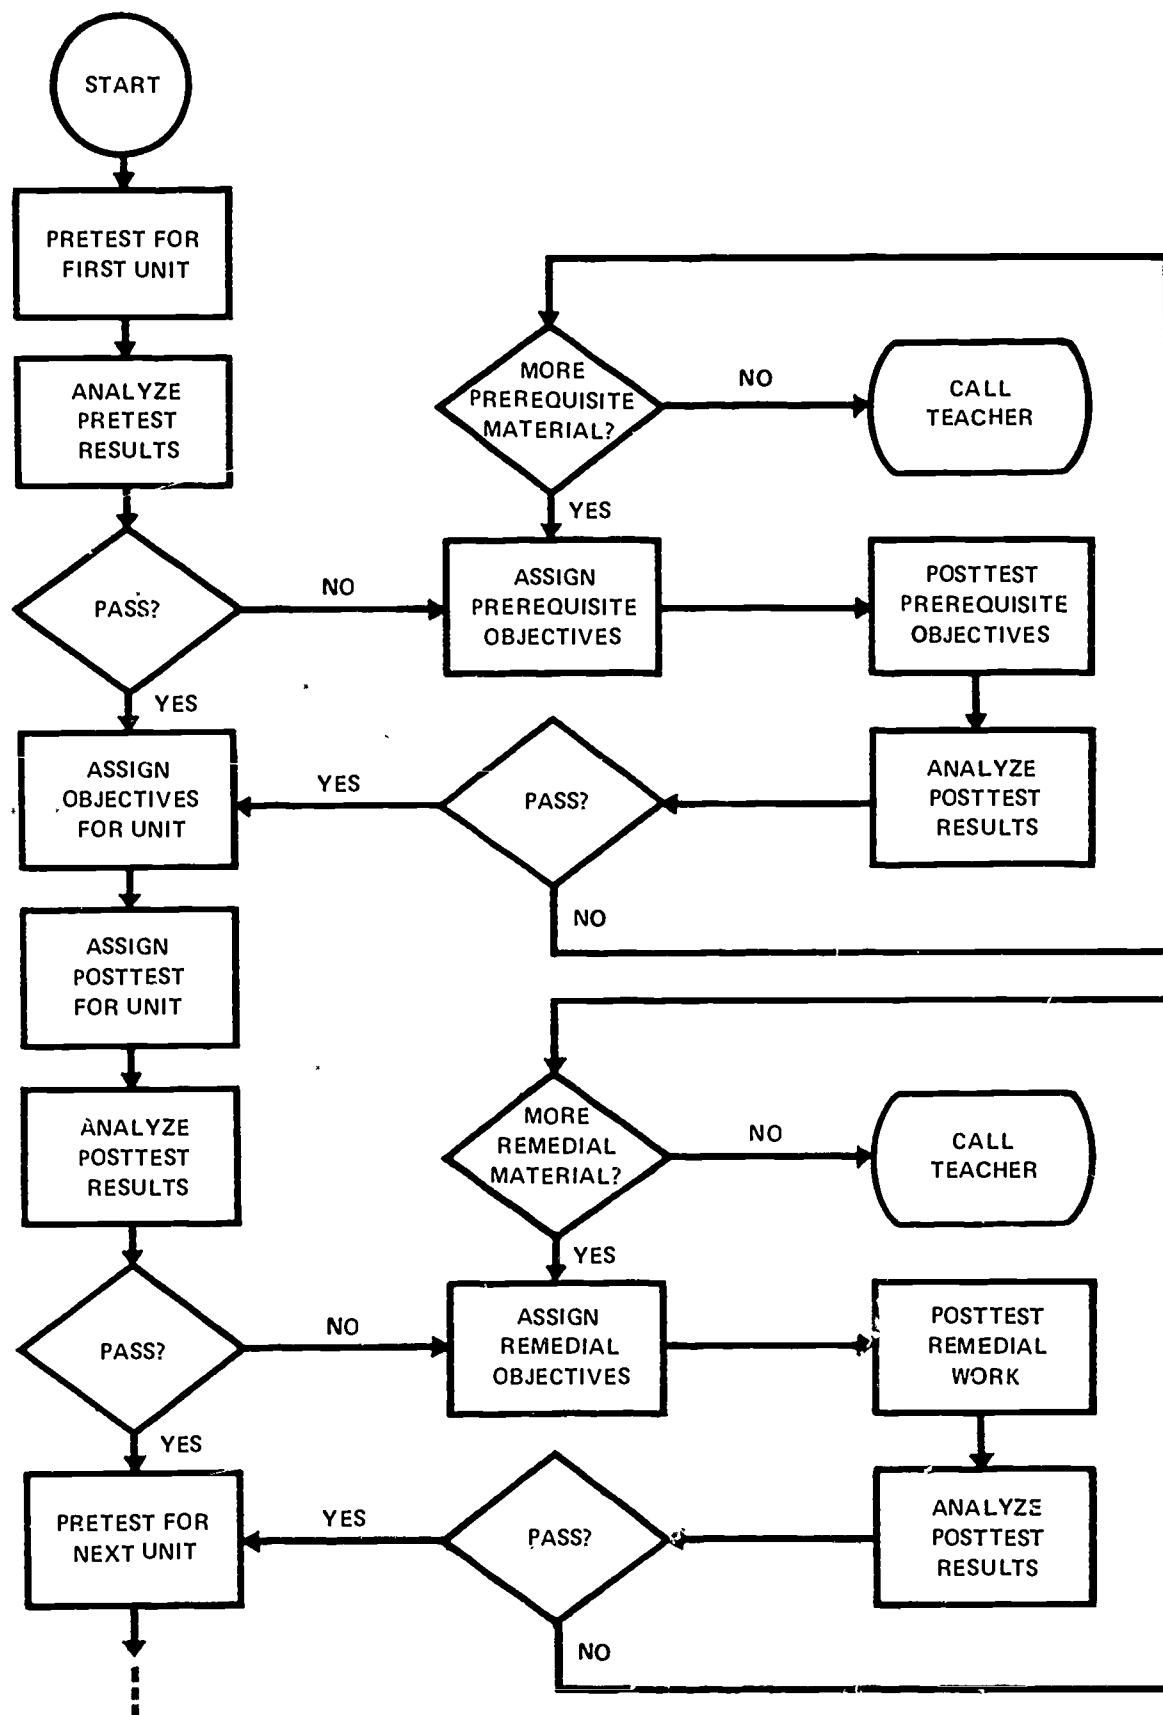 START
PRETEST FOR
FIRST UNIT
ANALYZE
PRETEST
RESULTS
PASS?
NO
YES
MORE
PREREQUISITE
MATERIAL?
NO
CALL
TEACHER
YES
ASSIGN
PREREQUISITE
OBJECTIVES
POSTTEST
PREREQUISITE
OBJECTIVES
ANALYZE
POSTTEST
RESULTS
PASS?
YES
NO
ASSIGN
OBJECTIVES
FOR UNIT
ASSIGN
POSTTEST
FOR UNIT
ANALYZE
POSTTEST
RESULTS
PASS?
NO
YES
MORE
REMEDIAL
MATERIAL?
NO
CALL
TEACHER
YES
ASSIGN
REMEDIAL
OBJECTIVES
POSTTEST
REMEDIAL
WORK
ANALYZE
POSTTEST
RESULTS
PASS?
YES
NO
PRETEST FOR
NEXT UNIT